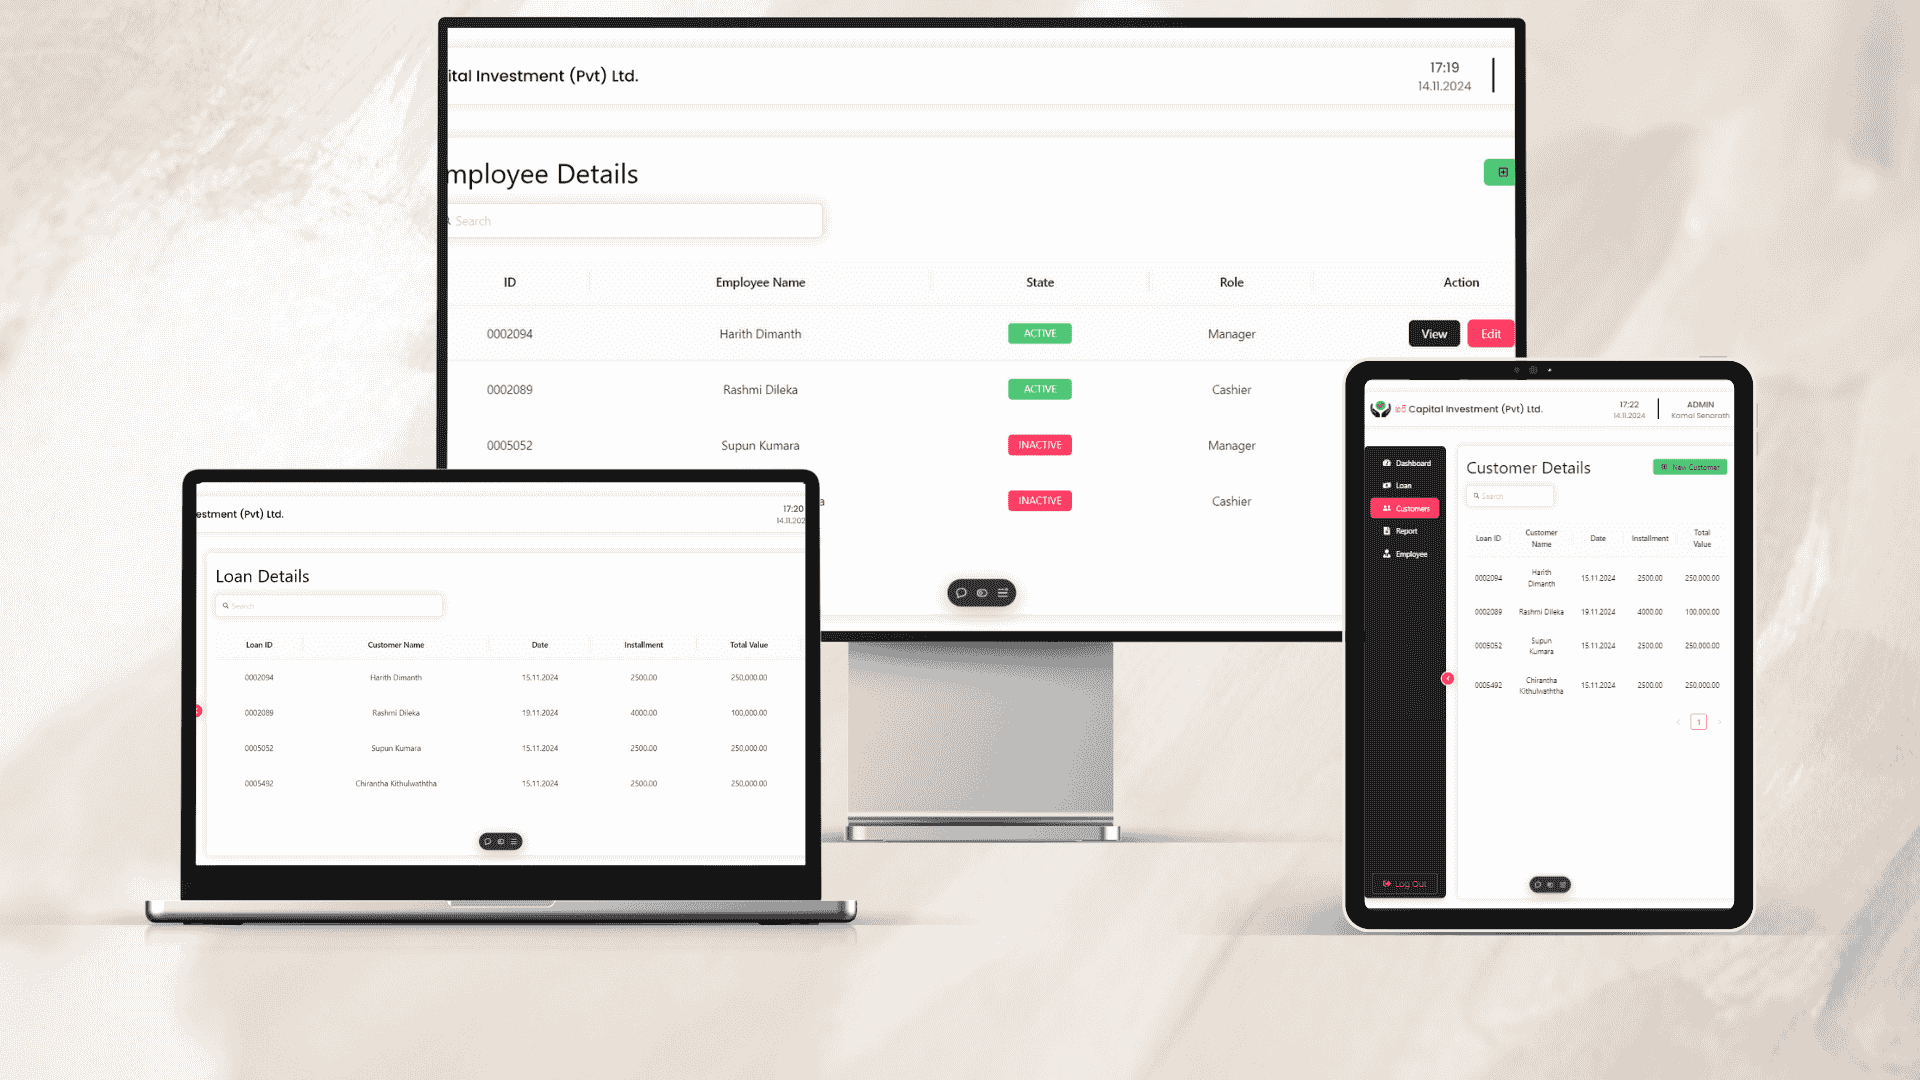 ital Investment (Pvt) Ltd.
17:19
14.11.2024
mployee Details
Search
ID Employee Name State Role Action
0002094 Harith Dimanth ACTIVE Manager View Edit
0002089 Rashmi Dileka ACTIVE Cashier
0005052 Supun Kumara INACTIVE Manager
a INACTIVE Cashier
estment (Pvt) Ltd.
17:20
14.11.202
Loan Details
Search
Loan ID Customer Name Date Installment Total Value
0002094 Harith Dimanth 15.11.2024 2500.00 250,000.00
0002089 Rashmi Dileka 19.11.2024 4000.00 100,000.00
0005052 Supun Kumara 15.11.2024 2500.00 250,000.00
0005492 Chirantha Kithulwaththa 15.11.2024 2500.00 250,000.00
Capital Investment (Pvt) Ltd.
17:22
14.11.2024
ADMIN
Kamal Senarath
Dashboard
Loan
Customers
Report
Employee
Log Out
Customer Details
New Customer
Search
Loan ID Customer Name Date Installment Total Value
0002094 Harith Dimanth 15.11.2024 2500.00 250,000.00
0002089 Rashmi Dileka 19.11.2024 4000.00 100,000.00
0005052 Supun Kumara 15.11.2024 2500.00 250,000.00
0005492 Chirantha Kithulwaththa 15.11.2024 2500.00 250,000.00
1